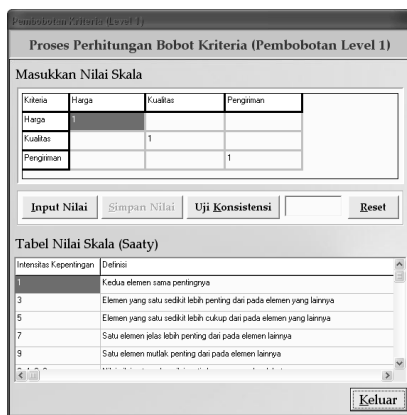 Pembobotan Kriteria (Level 1)
Proses Perhitungan Bobot Kriteria (Pembobotan Level 1)
Masukkan Nilai Skala
Kriteria Harga Kualitas Pengiriman
Harga 1
Kualitas 1
Pengiriman 1
Input Nilai Simpan Nilai Uji Konsistensi Reset
Tabel Nilai Skala (Saaty)
Intensitas Kepentingan Definisi
1 Kedua elemen sama pentingnya
3 Elemen yang satu sedikit lebih penting dari pada elemen yang lainnya
5 Elemen yang satu sedikit lebih cukup dari pada elemen yang lainnya
7 Satu elemen jelas lebih penting dari pada elemen lainnya
9 Satu elemen mutlak penting dari pada elemen lainnya
Keluar